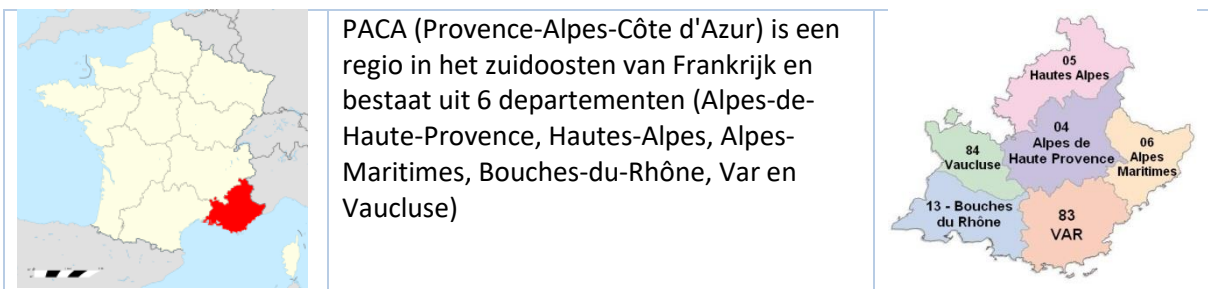 PACA (Provence-Alpes-Côte d'Azur) is een
regio in het zuidoosten van Frankrijk en
bestaat uit 6 departementen (Alpes-de-
Haute-Provence, Hautes-Alpes, Alpes-
Maritimes, Bouches-du-Rhône, Var en
Vaucluse)
05
Hautes Alpes
04
Alpes de
Haute Provence
06
Alpes
Maritimes
84
Vaucluse
13 - Bouches
du Rhône
83
VAR